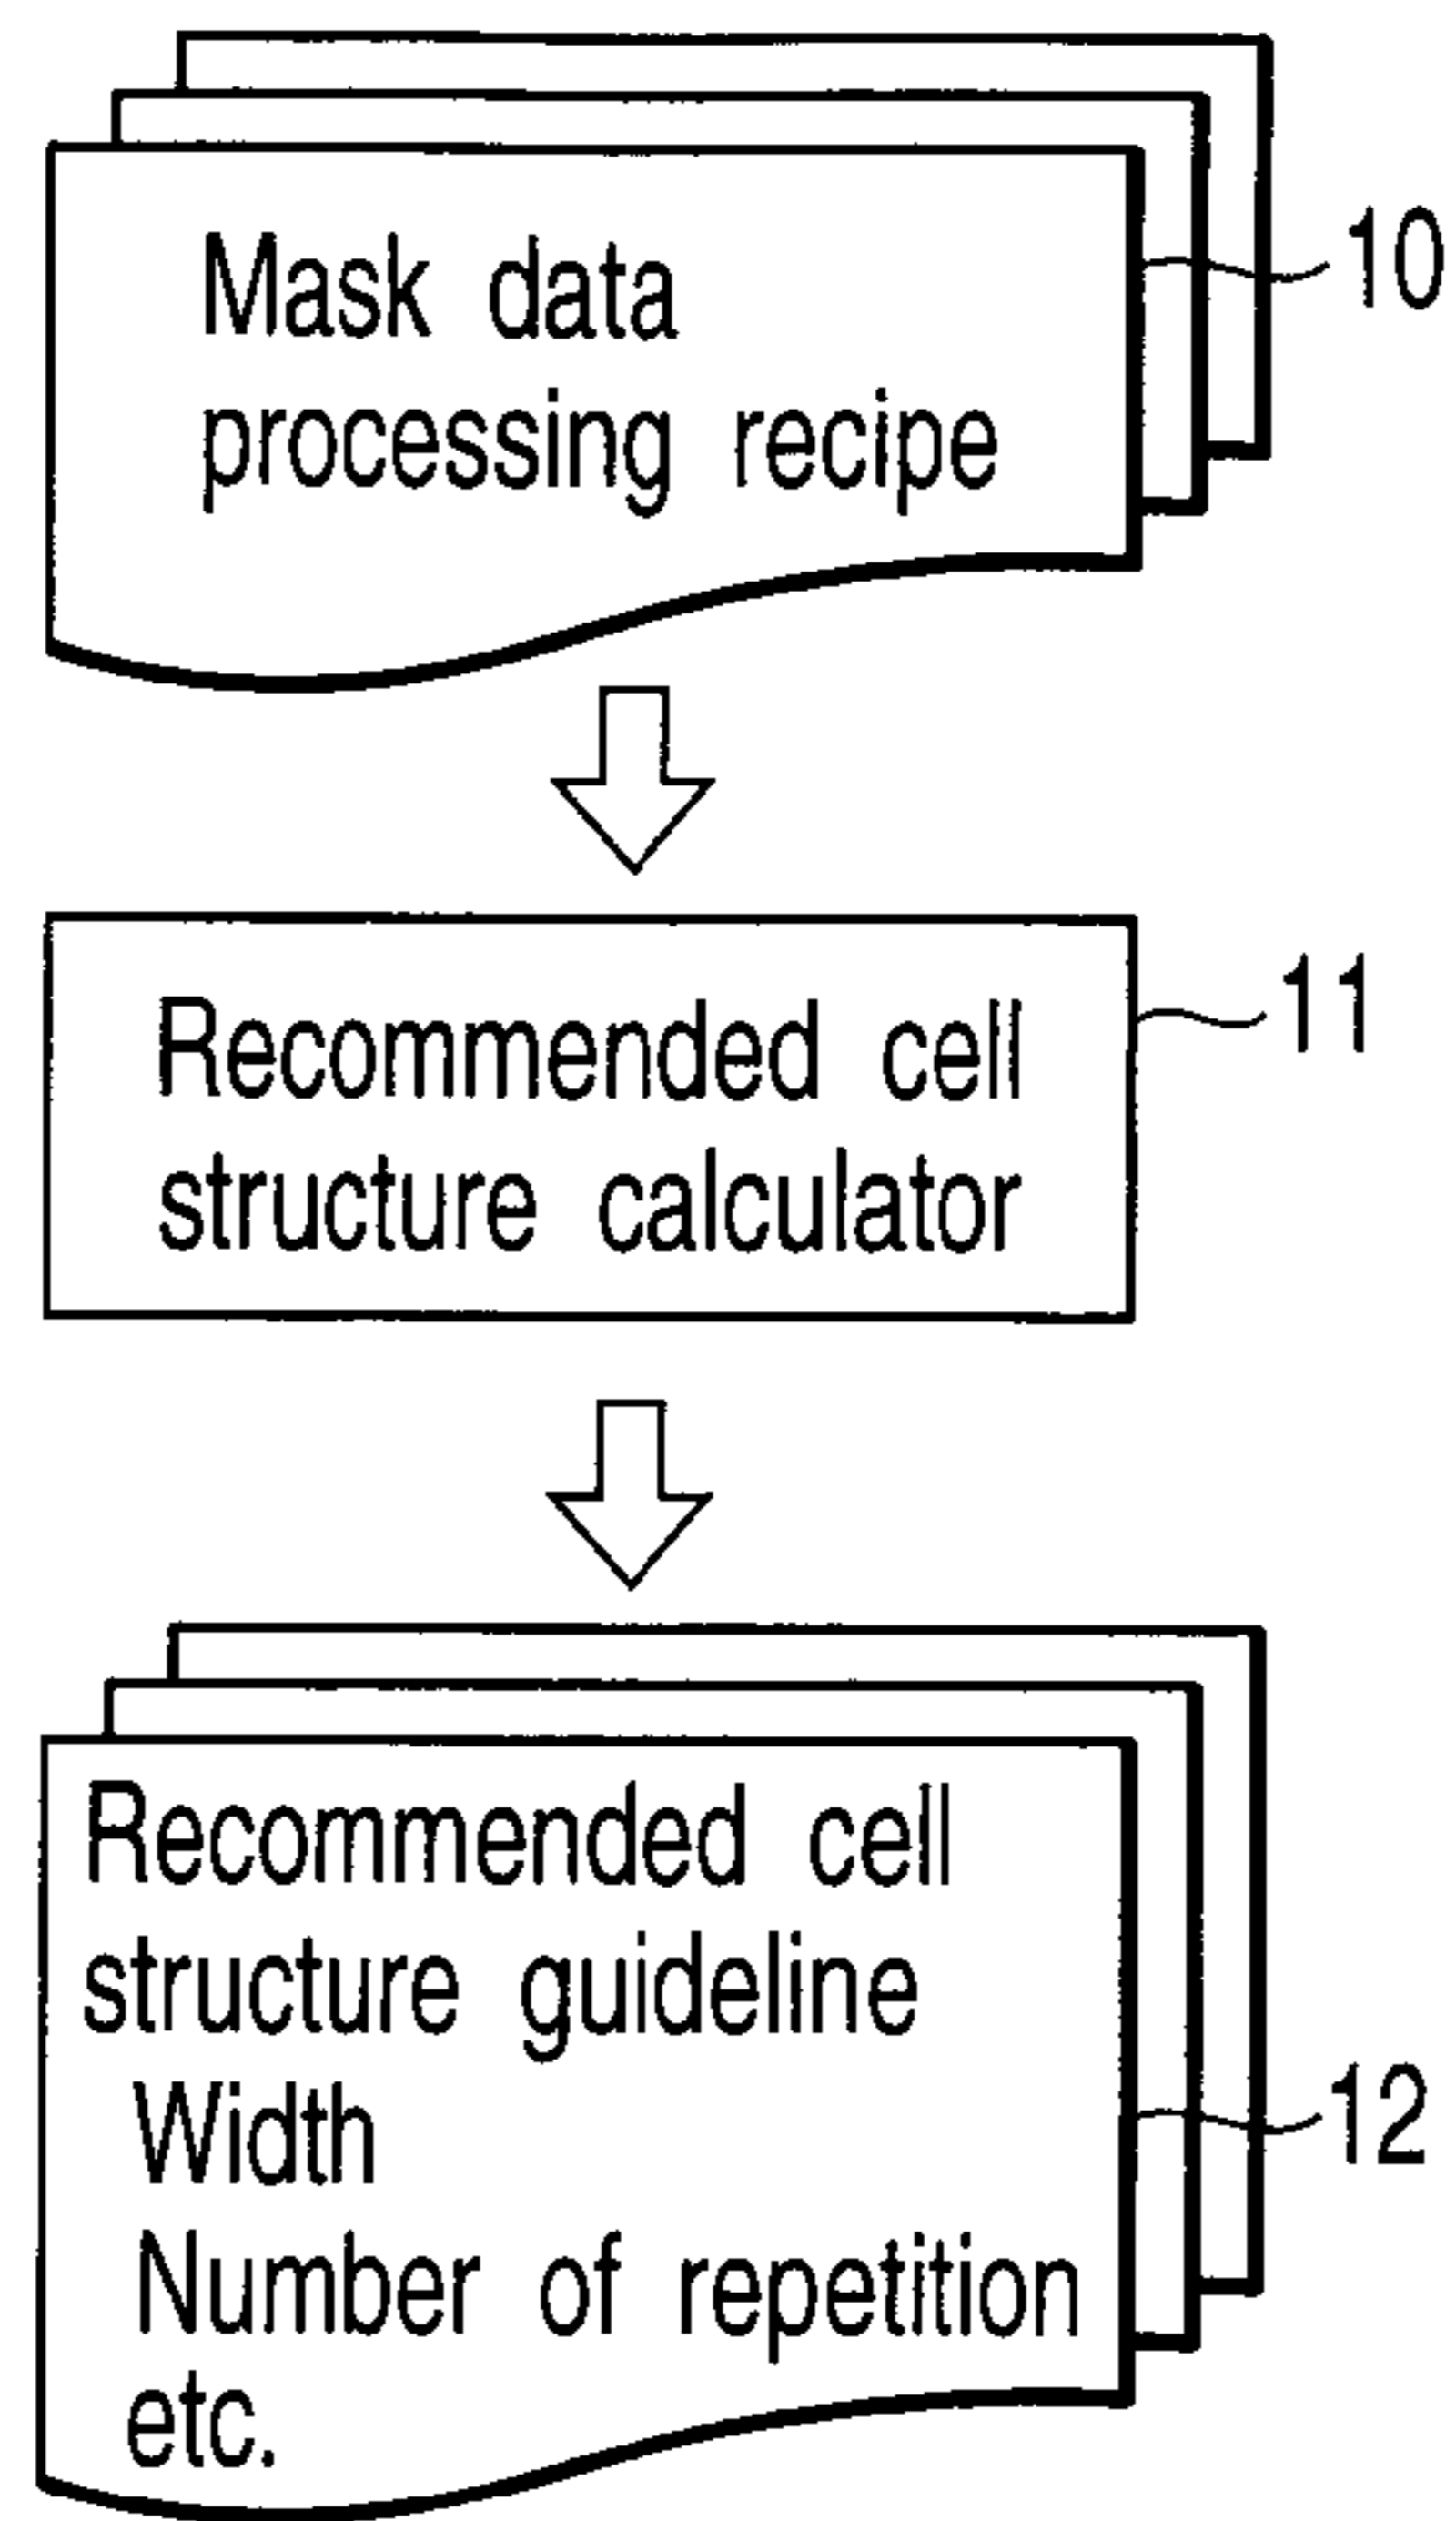 Mask data
processing recipe
10
Recommended cell
structure calculator
11
Recommended cell
structure guideline
Width
Number of repetition
etc.
12